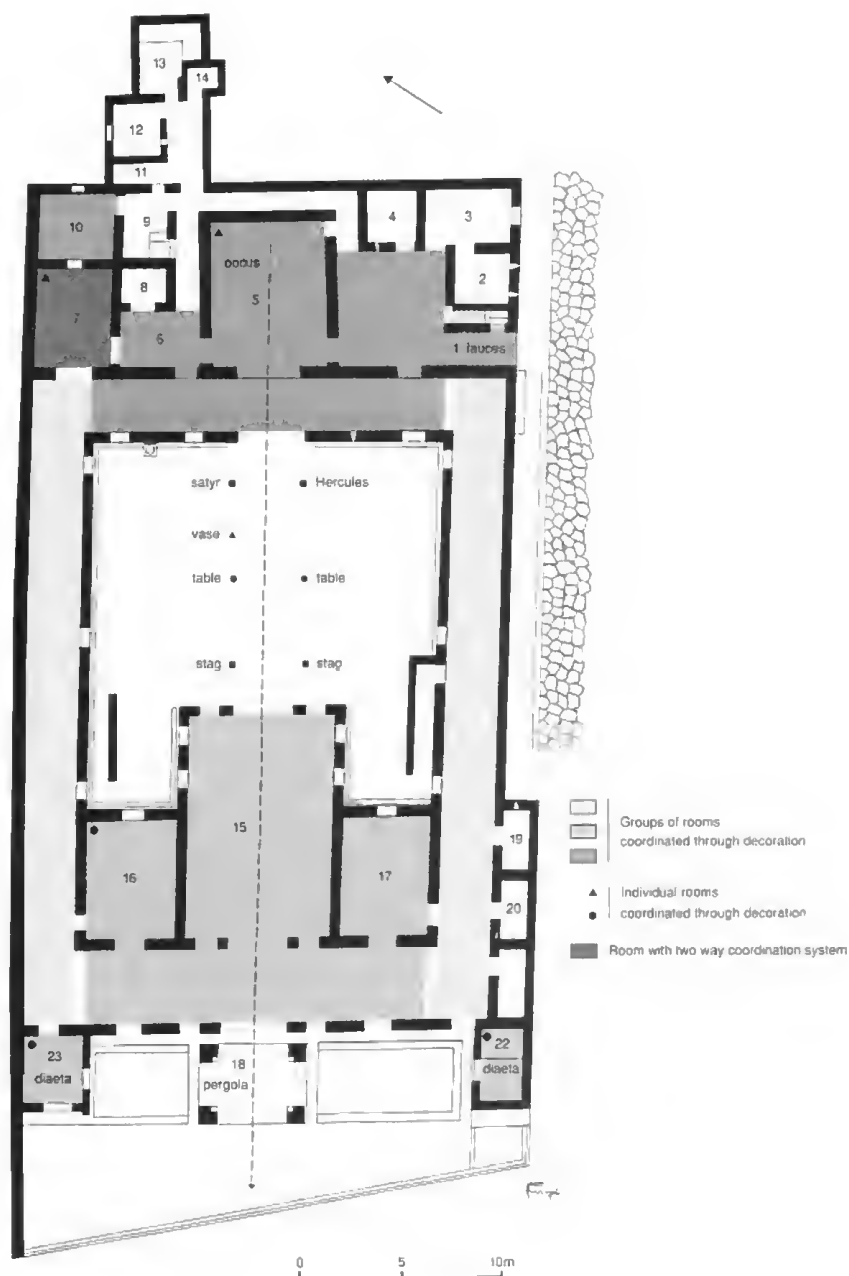 13
14
12
11
10
9
4
3
8
2
oodus
5
7
6
1 fauces
satyr
Hercules
vase
table
table
stag
stag
15
16
17
19
20
Groups of rooms
coordinated through decoration
Individual rooms
coordinated through decoration
Room with two way coordination system
23
diaeta
18
pergola
22
diaeta
0 5 10m